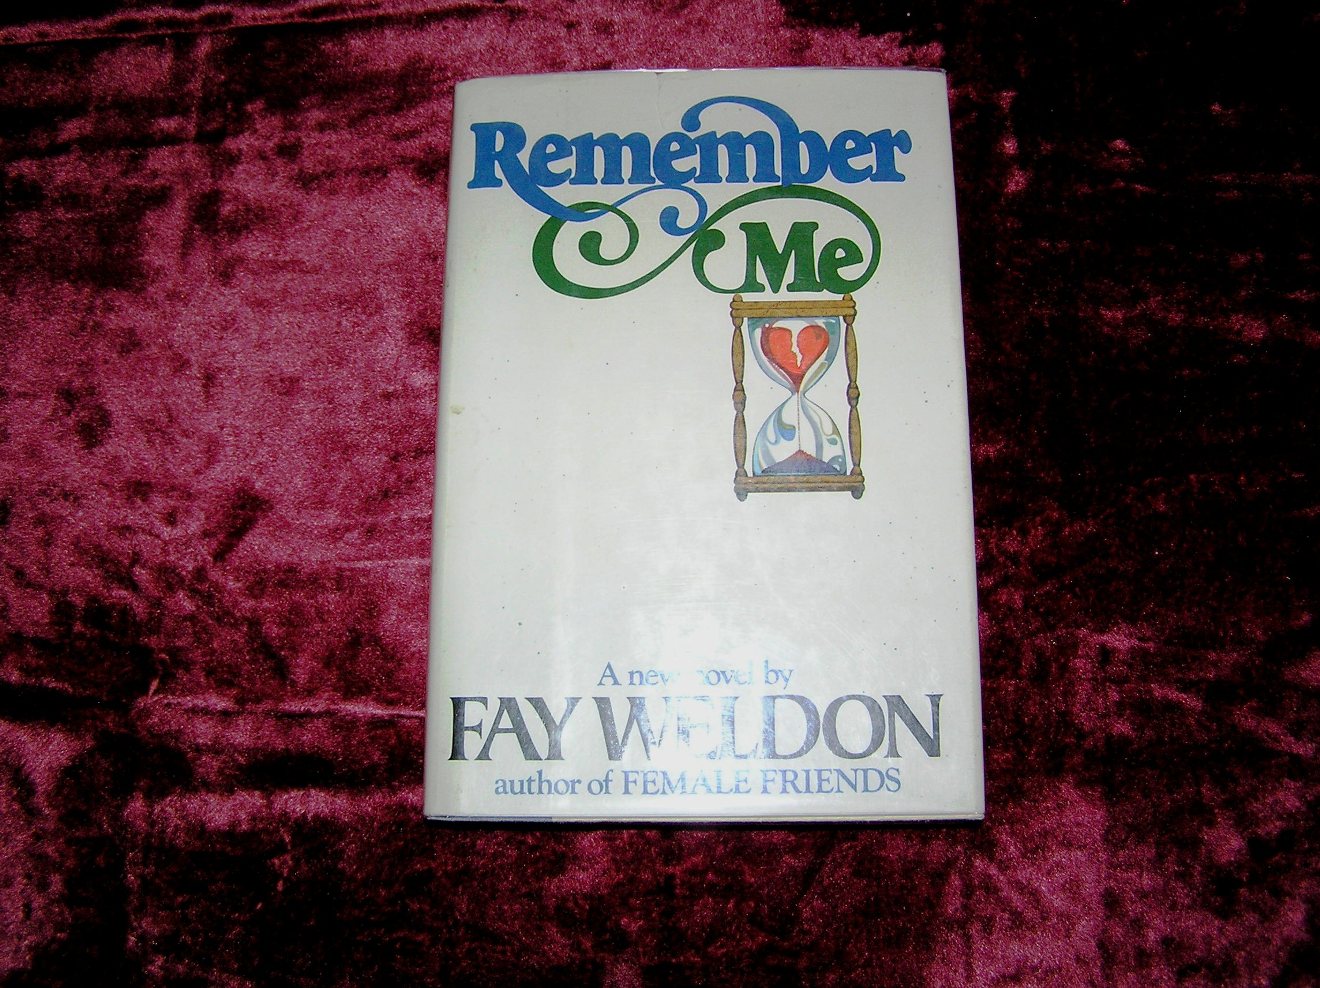 Remember
Me
A new novel by
FAY WELDON
author of FEMALE FRIENDS